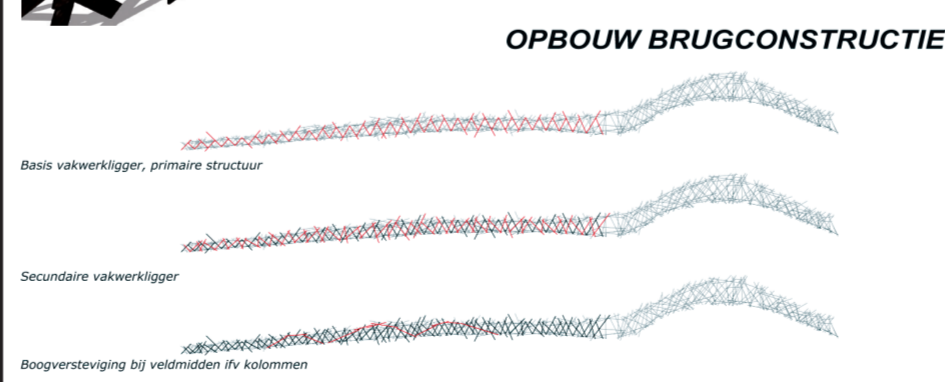 OPBOUW BRUGCONSTRUCTIE
Basis vakwerkligger, primaire structuur
Secundaire vakwerkligger
Boogversteviging bij veldmidden ifv kolommen